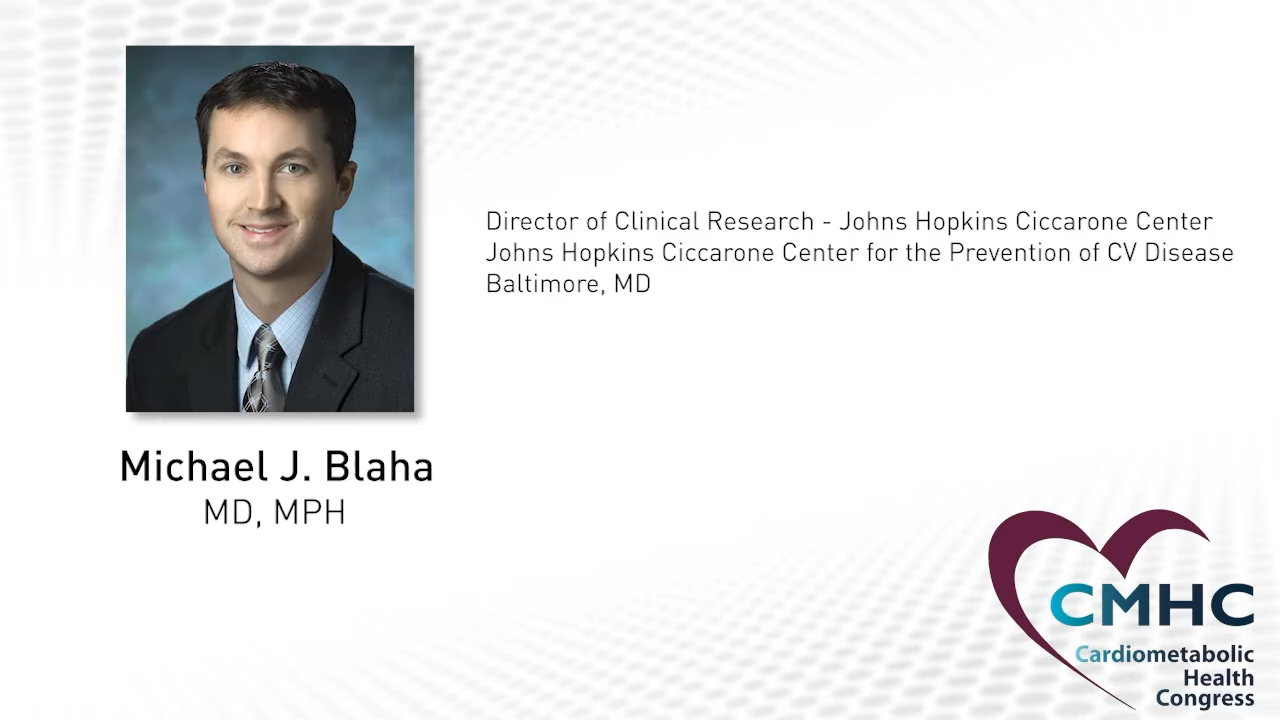 Director of Clinical Research - Johns Hopkins Ciccarone Center
Johns Hopkins Ciccarone Center for the Prevention of CV Disease
Baltimore, MD
Michael J. Blaha
MD, MPH
CMHC
Cardiometabolic
Health
Congress